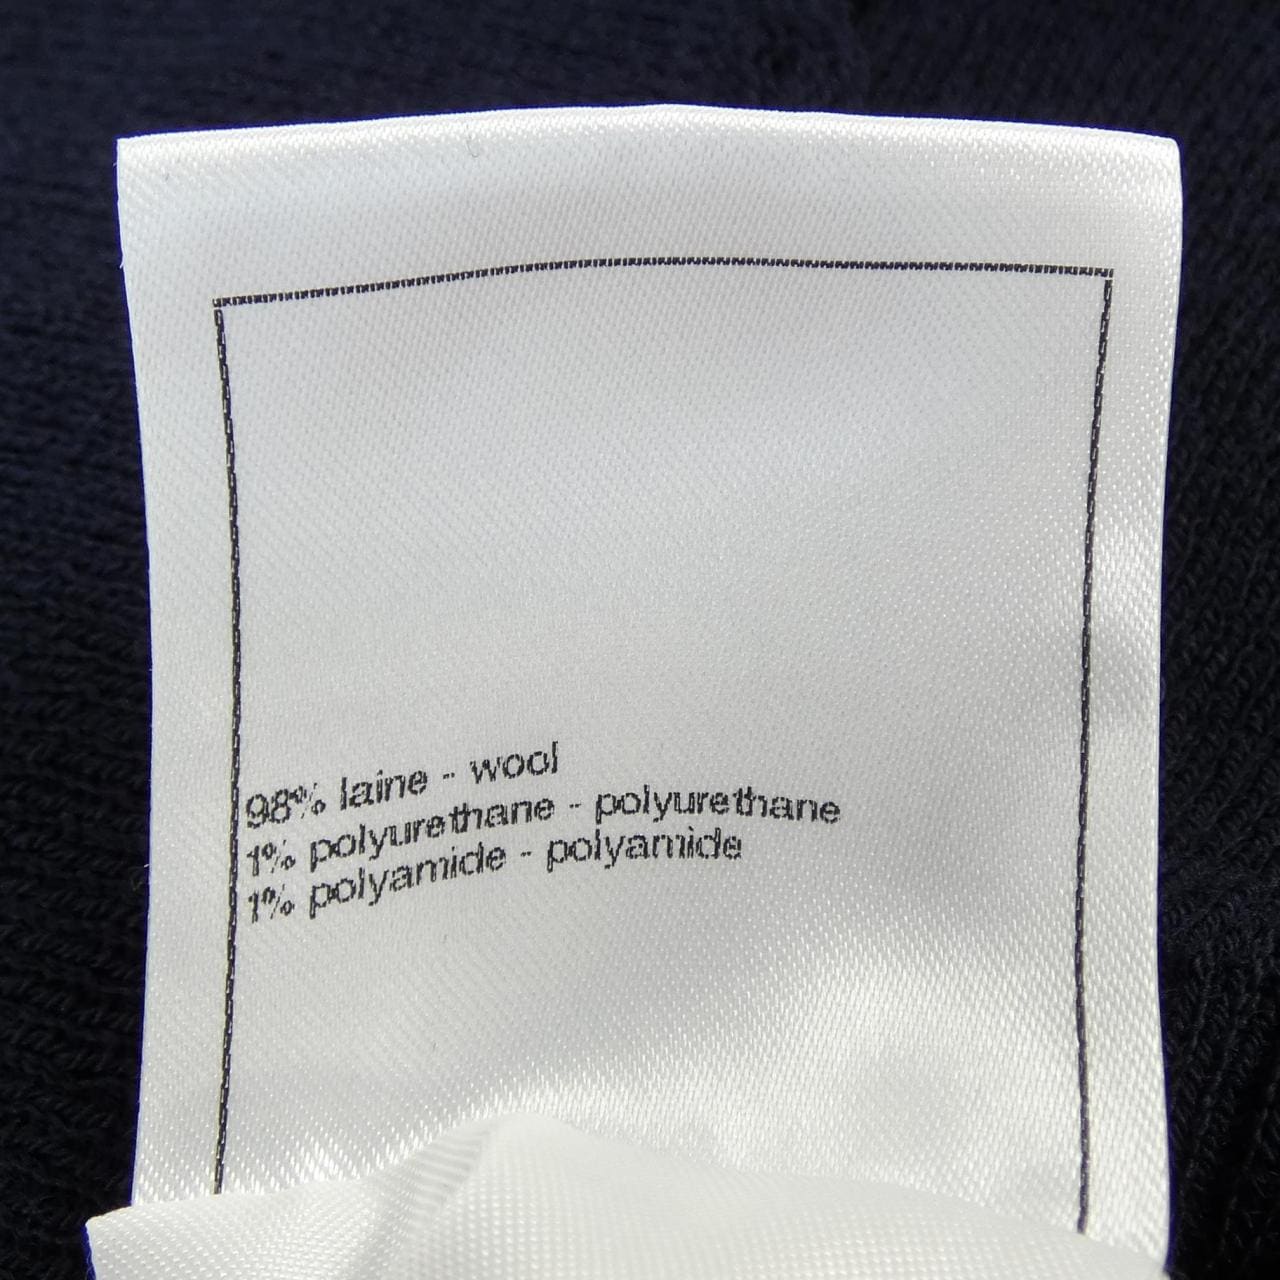 98% laine - wool
1% polyurethane - polyurethane
1% polyamide - polyamide